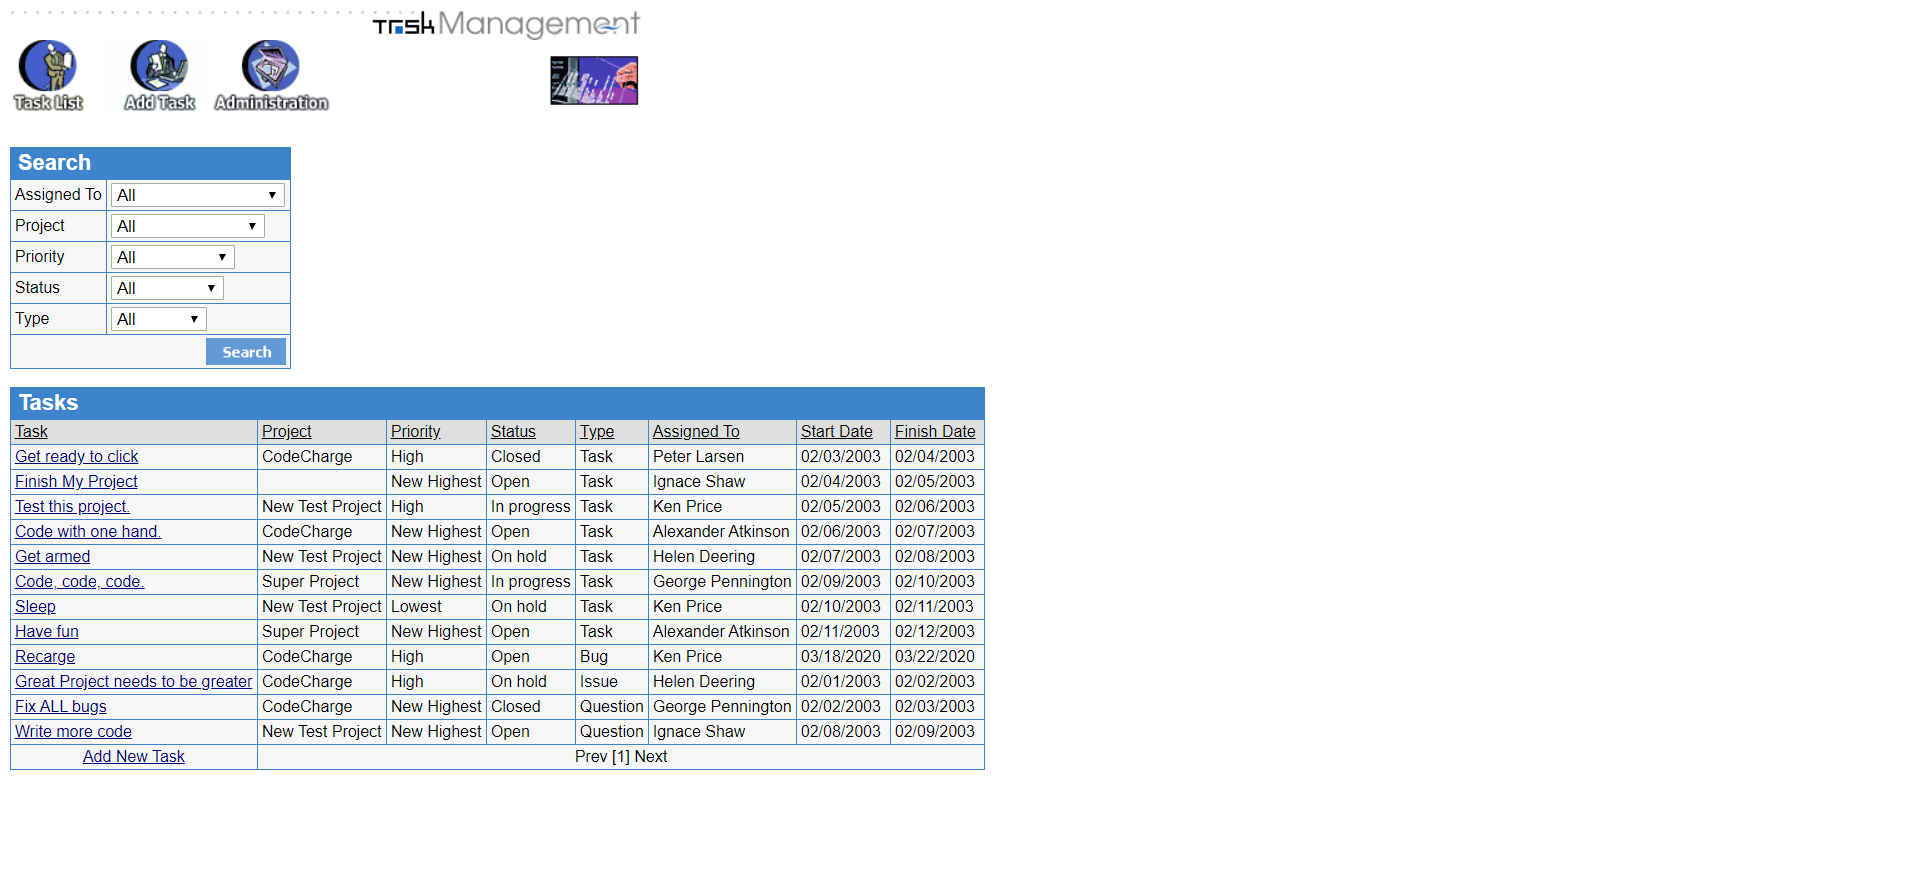 Task Management
Task List Add Task Administration
Search
Assigned To All
Project All
Priority All
Status All
Type All
Search
Tasks
Task Project Priority Status Type Assigned To Start Date Finish Date
Get ready to click CodeCharge High Closed Task Peter Larsen 02/03/2003 02/04/2003
Finish My Project New Highest Open Task Ignace Shaw 02/04/2003 02/05/2003
Test this project. New Test Project High In progress Task Ken Price 02/05/2003 02/06/2003
Code with one hand. CodeCharge New Highest Open Task Alexander Atkinson 02/06/2003 02/07/2003
Get armed New Test Project New Highest On hold Task Helen Deering 02/07/2003 02/08/2003
Code, code, code. Super Project New Highest In progress Task George Pennington 02/09/2003 02/10/2003
Sleep New Test Project Lowest On hold Task Ken Price 02/10/2003 02/11/2003
Have fun Super Project New Highest Open Task Alexander Atkinson 02/11/2003 02/12/2003
Recarge CodeCharge High Open Bug Ken Price 03/18/2020 03/22/2020
Great Project needs to be greater CodeCharge High On hold Issue Helen Deering 02/01/2003 02/02/2003
Fix ALL bugs CodeCharge New Highest Closed Question George Pennington 02/02/2003 02/03/2003
Write more code New Test Project New Highest Open Question Ignace Shaw 02/08/2003 02/09/2003
Add New Task Prev [1] Next